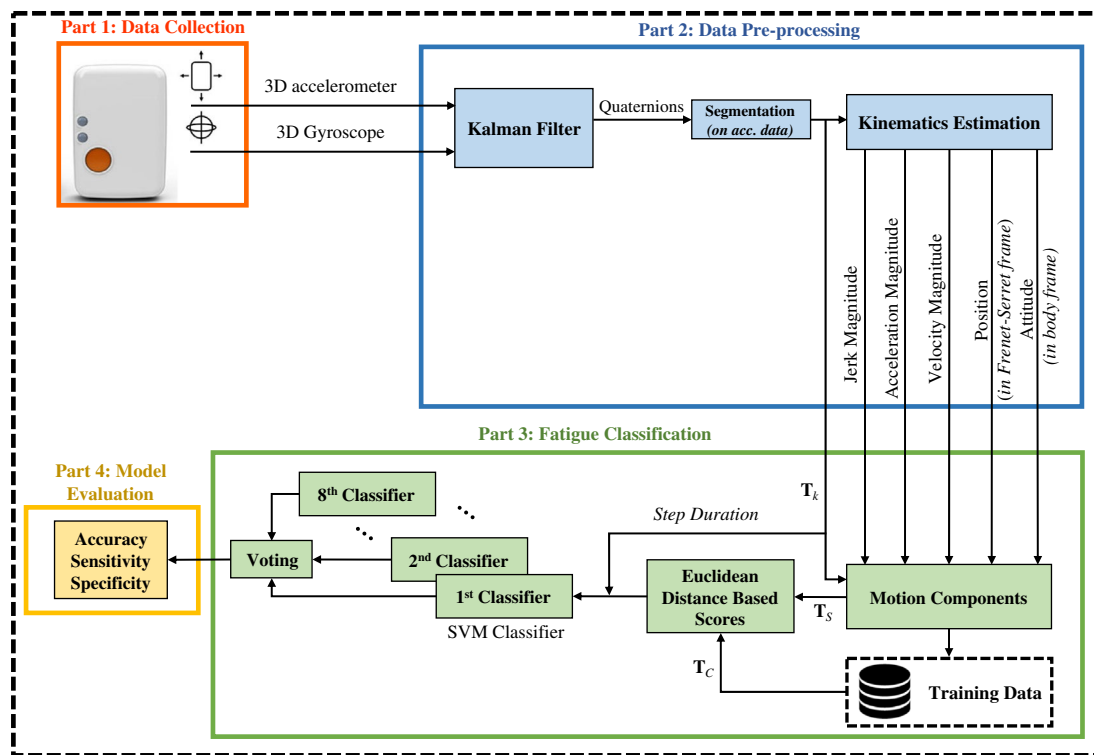 Part 1: Data Collection
Part 2: Data Pre-processing
3D accelerometer
3D Gyroscope
Kalman Filter
Quaternions
Segmentation
(on acc. data)
Kinematics Estimation
Jerk Magnitude
Acceleration Magnitude
Velocity Magnitude
Position
(in Frenet-Serret frame)
Attitude
(in body frame)
Part 3: Fatigue Classification
Part 4: Model
Evaluation
Accuracy
Sensitivity
Specificity
Voting
8th Classifier
2nd Classifier
1st Classifier
SVM Classifier
Step Duration
Tk
Euclidean
Distance Based
Scores
TS
Motion Components
TC
Training Data